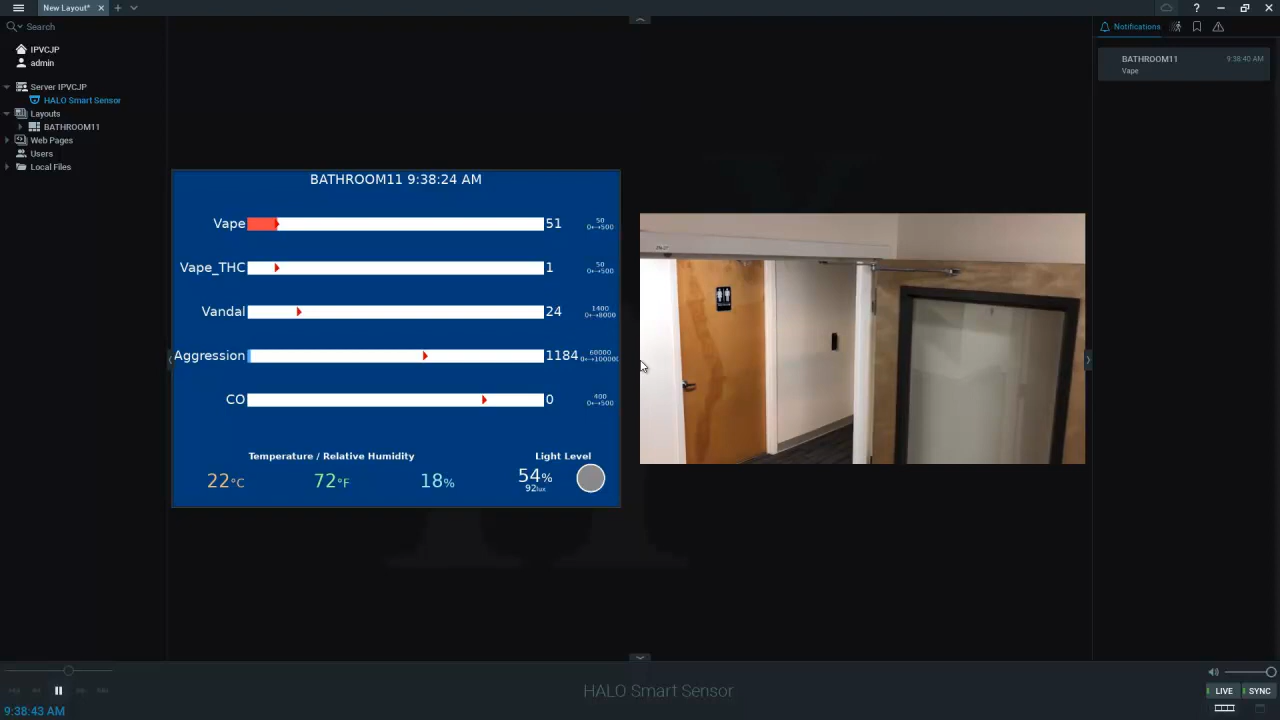 New Layout*
Search
Notifications
IPVCJP
admin
Server IPVCJP
HALO Smart Sensor
Layouts
BATHROOM11
Web Pages
Users
Local Files
BATHROOM11 9:38:24 AM
Vape 51 50
0←→500
Vape_THC 1 50
0←→500
Vandal 24 1400
0←→8000
Aggression 1184 60000
CO 0 400
0←→500
Temperature / Relative Humidity
Light Level
22°C 72°F 18% 54%
92lux
BATHROOM11 9:38:40 AM
Vape
HALO Smart Sensor
LIVE SYNC
9:38:43 AM